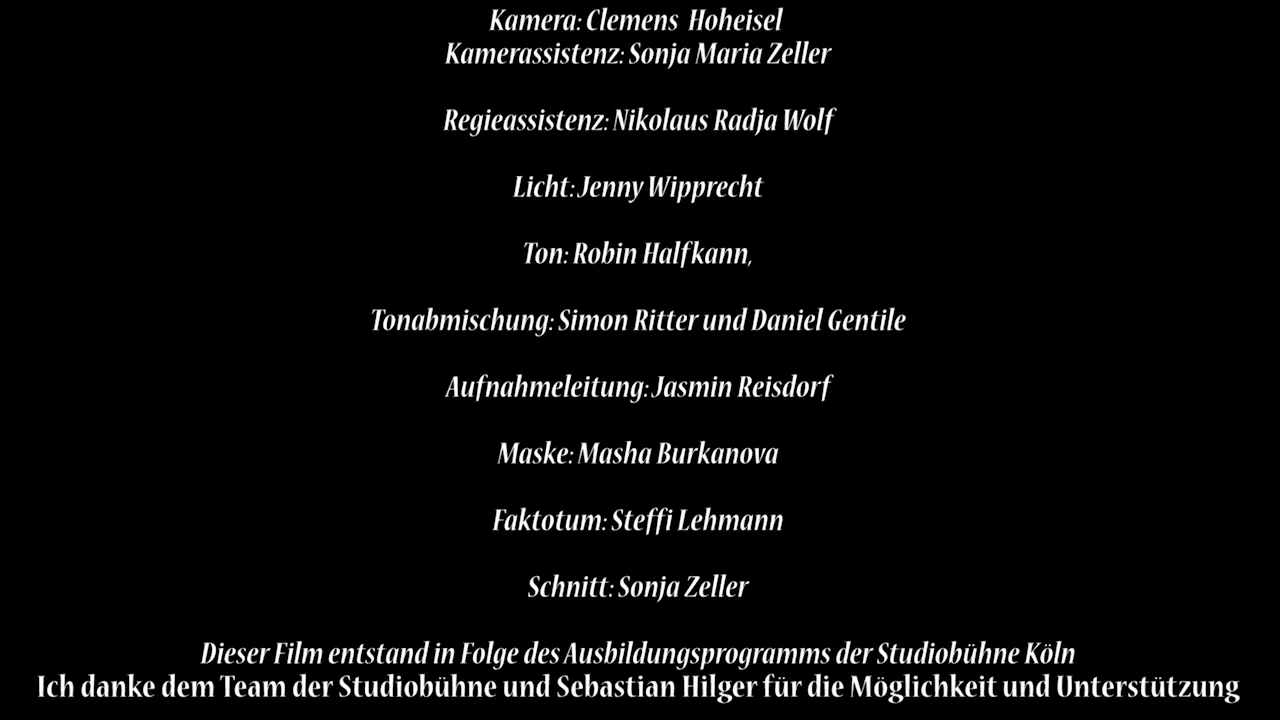 Kamera: Clemens  Hoheisel
Kamerassistenz: Sonja Maria Zeller
Regieassistenz: Nikolaus Radja Wolf
Licht: Jenny Wipprecht
Ton: Robin Halfkann,
Tonabmischung: Simon Ritter und Daniel Gentile
Aufnahmeleitung: Jasmin Reisdorf
Maske: Masha Burkanova
Faktotum: Steffi Lehmann
Schnitt: Sonja Zeller
Dieser Film entstand in Folge des Ausbildungsprogramms der Studiobühne Köln
Ich danke dem Team der Studiobühne und Sebastian Hilger für die Möglichkeit und Unterstützung